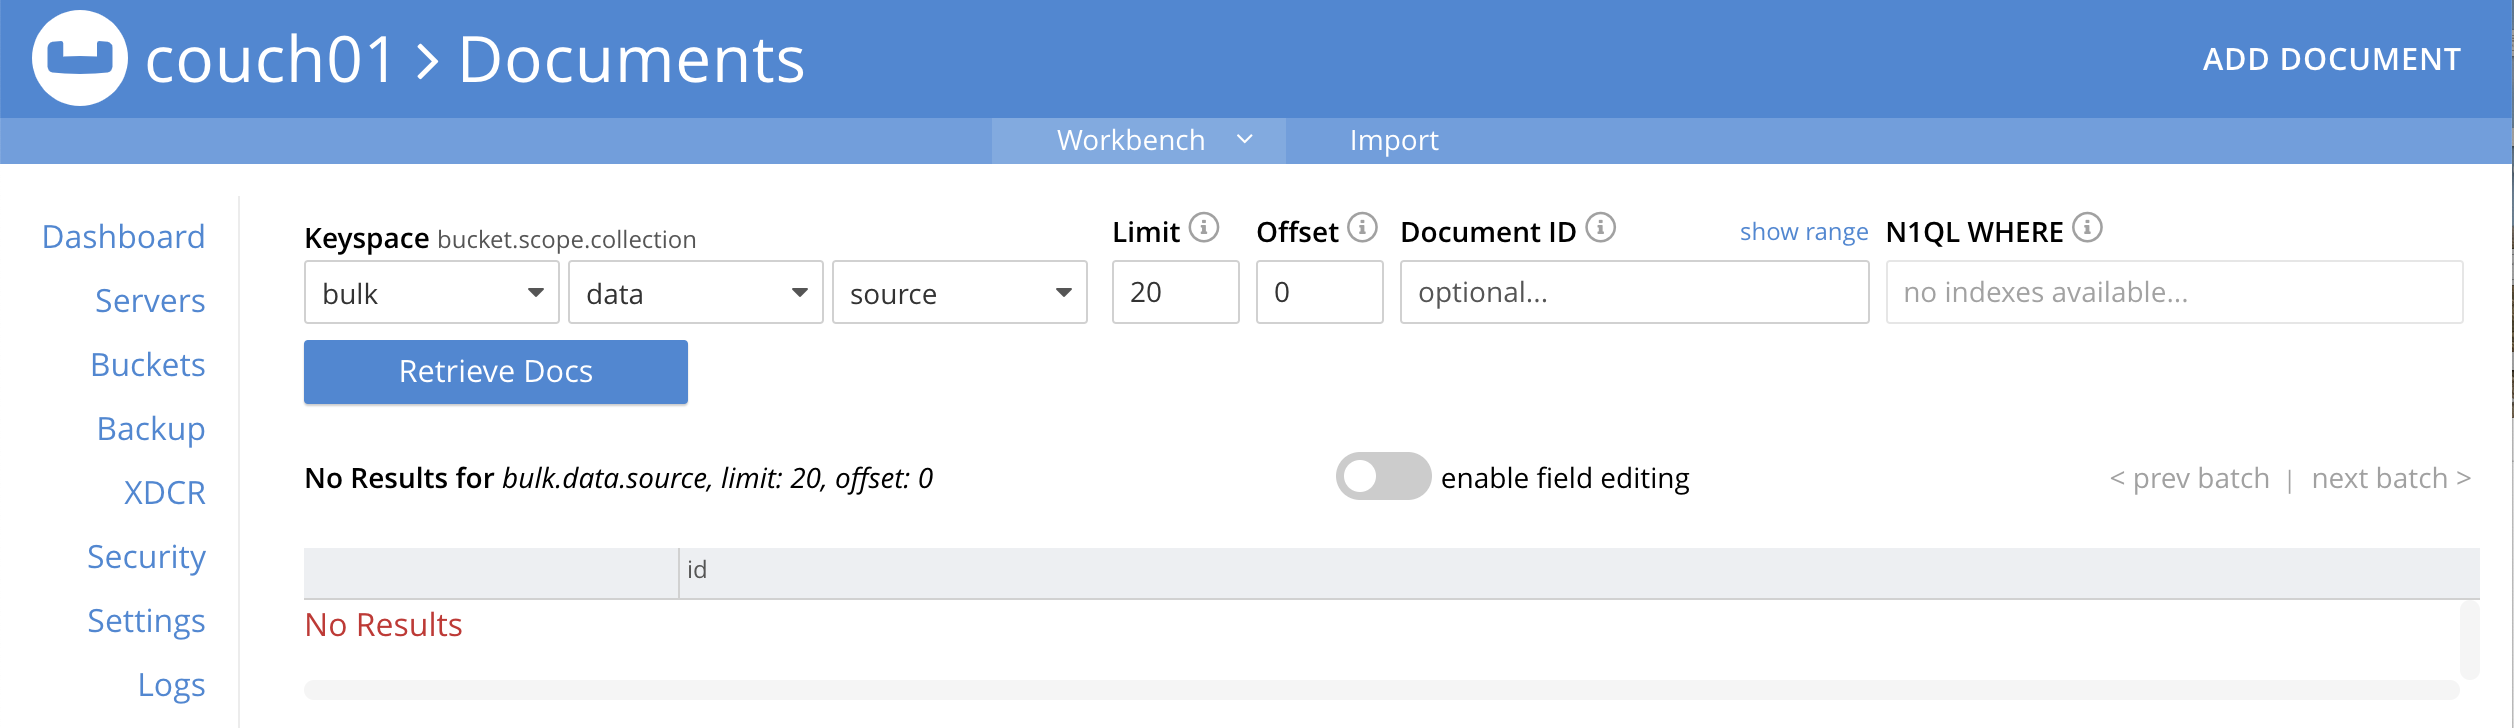 couch01 > Documents
ADD DOCUMENT
Workbench
Import
Dashboard
Servers
Buckets
Backup
XDCR
Security
Settings
Logs
Keyspace bucket.scope.collection
Limit
Offset
Document ID
show range
N1QL WHERE
bulk
data
source
20
0
optional...
no indexes available...
Retrieve Docs
No Results for bulk.data.source, limit: 20, offset: 0
enable field editing
< prev batch | next batch >
id
No Results